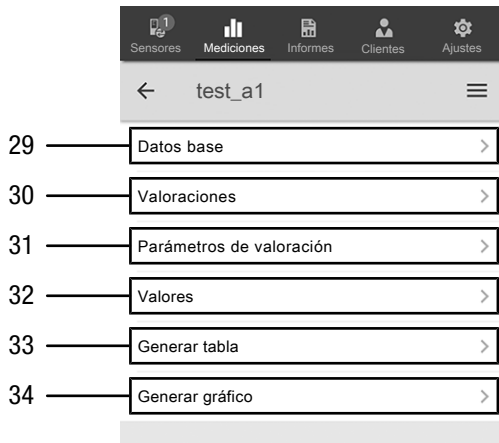 1
Sensores Mediciones Informes Clientes Ajustes
test_a1
29 Datos base
30 Valoraciones
31 Parámetros de valoración
32 Valores
33 Generar tabla
34 Generar gráfico